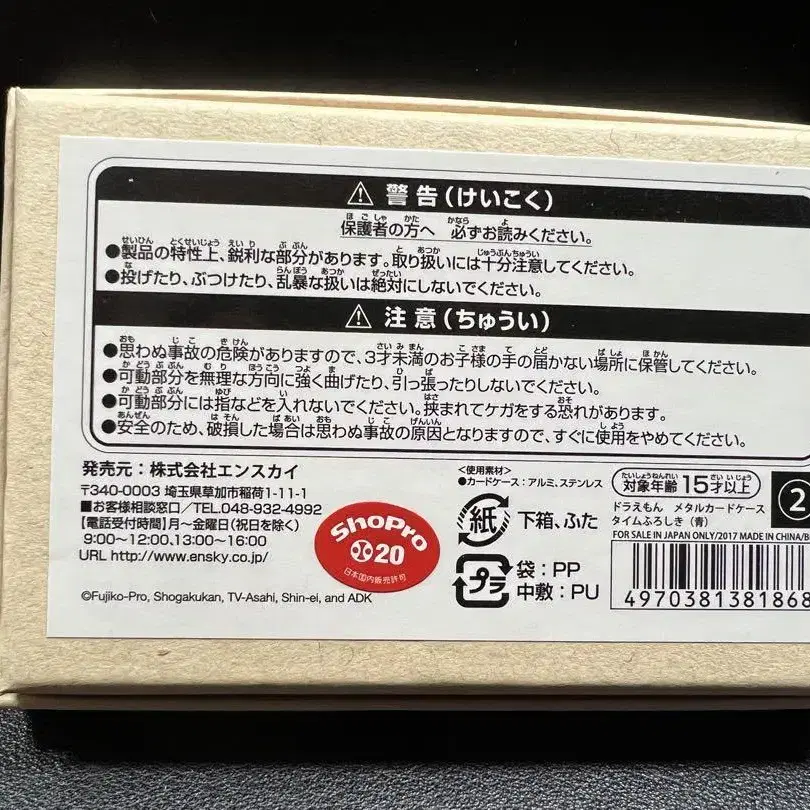 ⚠ 警告(けいこく)
保護者の方へ 必ずお読みください。
●製品の特性上、鋭利な部分があります。取り扱いには十分注意してください。
●投げたり、ぶつけたり、乱暴な扱いは絶対にしないでください。
⚠ 注意(ちゅうい)
●思わぬ事故の危険がありますので、3才未満のお子様の手の届かない場所に保管してください。
●可動部分を無理な方向に強く曲げたり、引っ張ったりしないでください。
●可動部分には指などを入れないでください。挟まれてケガをする恐れがあります。
●安全のため、破損した場合は思わぬ事故の原因となりますので、すぐに使用をやめてください。
発売元:株式会社エンスカイ
〒340-0003 埼玉県草加市稲荷1-11-1
■お客様相談窓口/TEL.048-932-4992
【電話受付時間】月〜金曜日(祝日を除く)
9:00〜12:00、13:00〜16:00
URL http://www.ensky.co.jp/
©Fujiko-Pro, Shogakukan, TV-Asahi, Shin-ei, and ADK
ShoPro
20
日本国内販売許可
<使用素材>
●カードケース:アルミ、ステンレス
紙 下箱、ふた
プラ 袋:PP
中敷:PU
対象年齢 15才以上
②
ドラえもん メタルカードケース
タイムふろしき(青)
FOR SALE IN JAPAN ONLY/2017 MADE IN CHINA/B
4970381381868